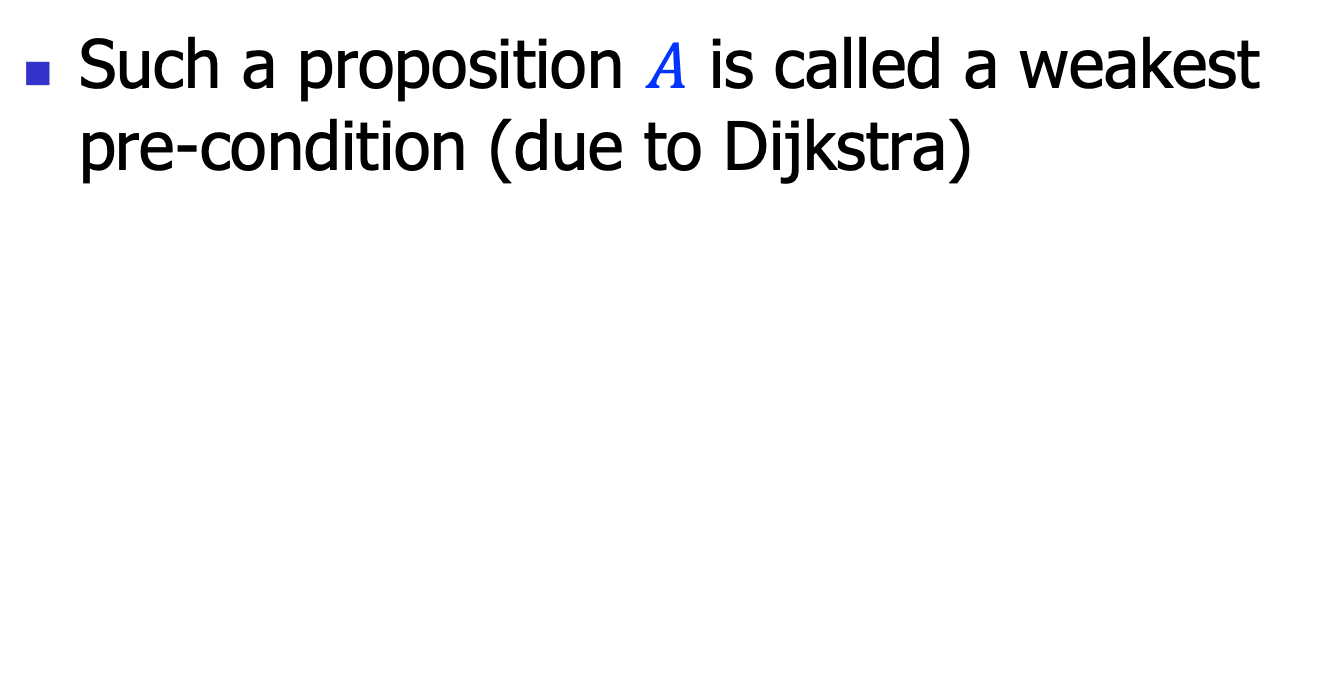 ▪ Such a proposition A is called a weakest
pre-condition (due to Dijkstra)